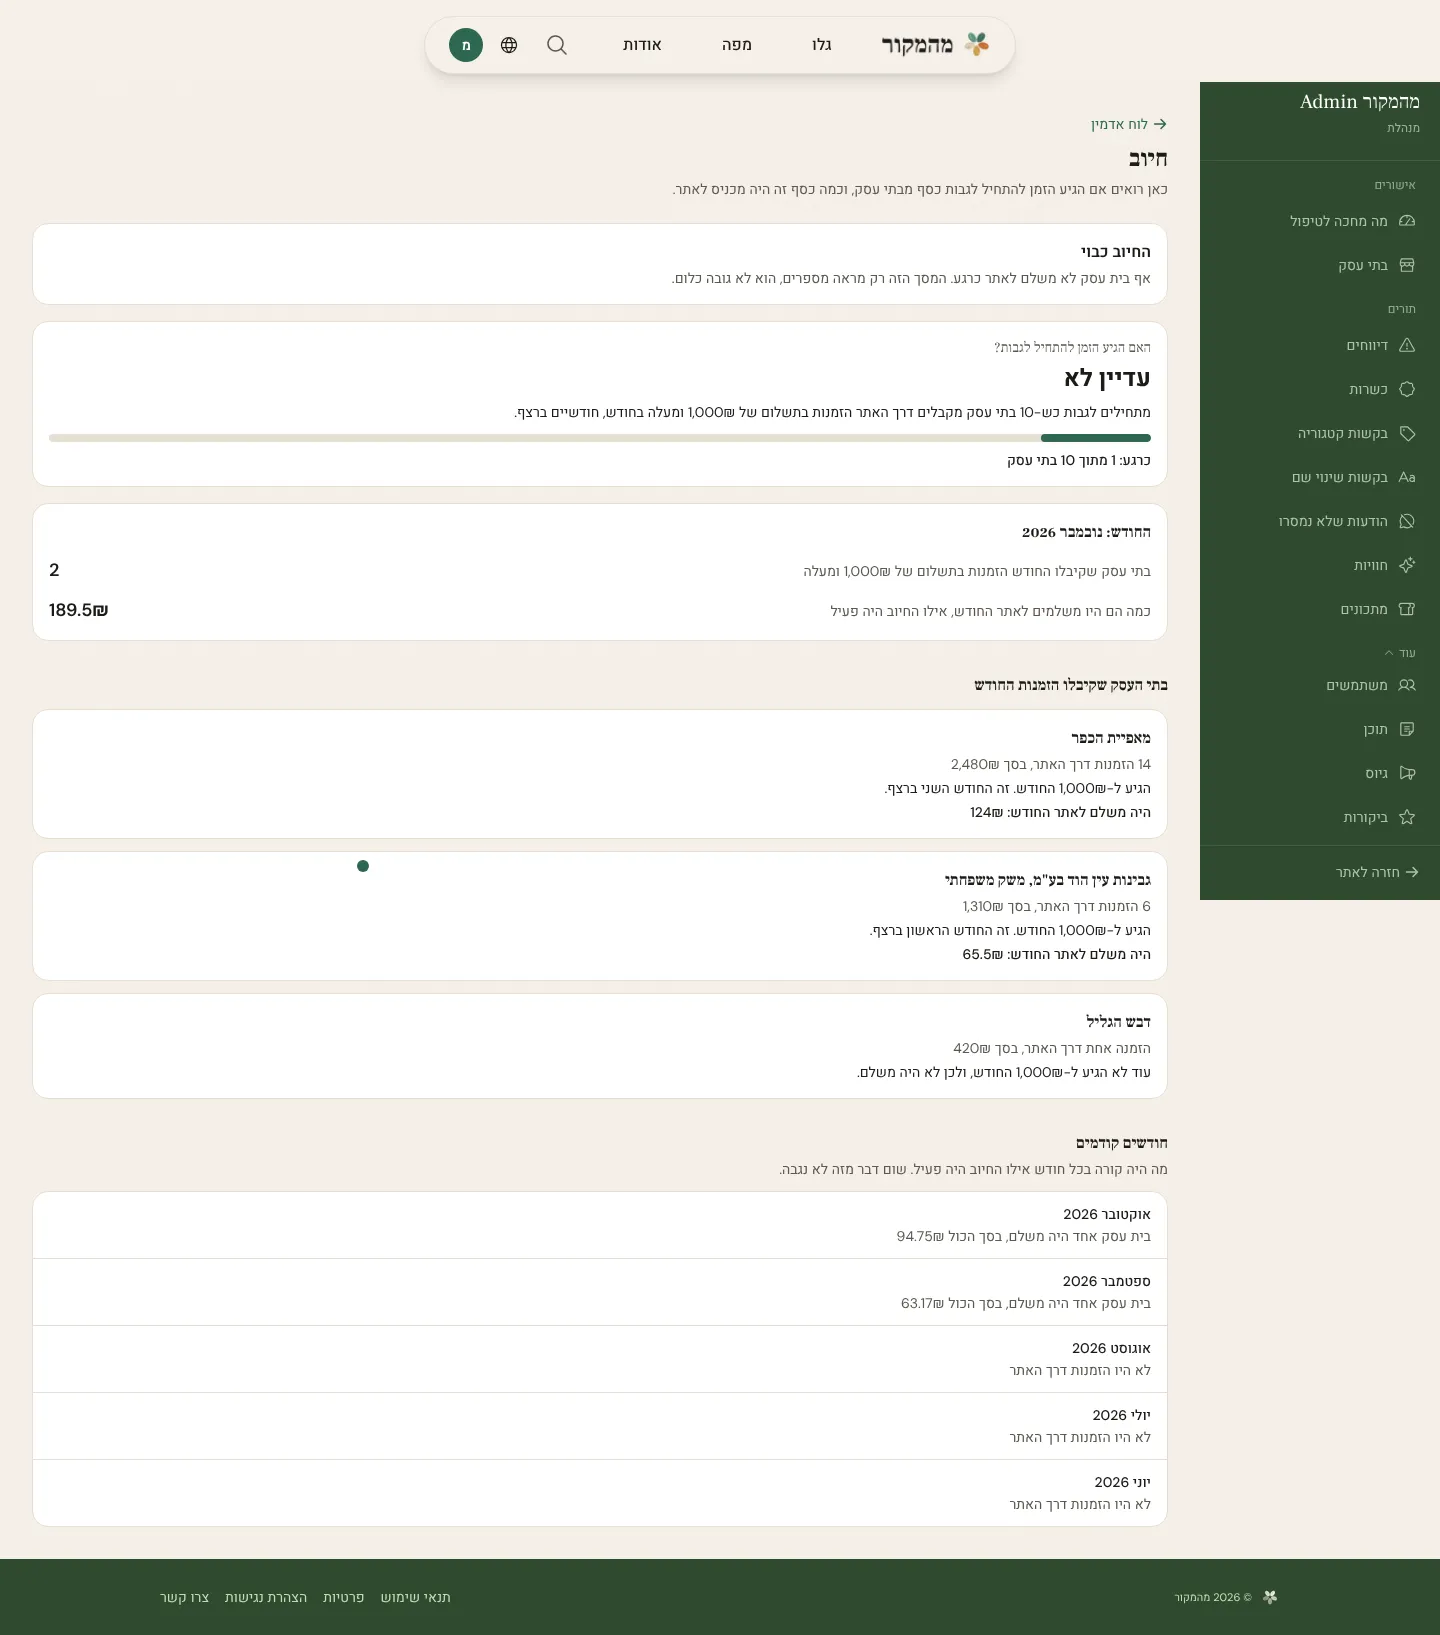 מהמקור
גלו
מפה
אודות
מ
מהמקור Admin
מנהלת
אישורים
מה מחכה לטיפול
בתי עסק
תורים
דיווחים
כשרות
בקשות קטגוריה
בקשות שינוי שם
הודעות שלא נמסרו
חוויות
מתכונים
עוד
משתמשים
תוכן
גיוס
ביקורות
חזרה לאתר
לוח אדמין
חיוב
כאן רואים אם הגיע הזמן להתחיל לגבות כסף מבתי עסק, וכמה כסף זה היה מכניס לאתר.
החיוב כבוי
אף בית עסק לא משלם לאתר כרגע. המסך הזה רק מראה מספרים, הוא לא גובה כלום.
האם הגיע הזמן להתחיל לגבות?
עדיין לא
מתחילים לגבות כש-10 בתי עסק מקבלים דרך האתר הזמנות בתשלום של ₪1,000 ומעלה בחודש, חודשיים ברצף.
כרגע: 1 מתוך 10 בתי עסק
החודש: נובמבר 2026
בתי עסק שקיבלו החודש הזמנות בתשלום של ₪1,000 ומעלה
2
כמה הם היו משלמים לאתר החודש, אילו החיוב היה פעיל
₪189.5
בתי העסק שקיבלו הזמנות החודש
מאפיית הכפר
14 הזמנות דרך האתר, בסך ₪2,480
הגיע ל-₪1,000 החודש. זה החודש השני ברצף.
היה משלם לאתר החודש: ₪124
גבינות עין הוד בע"מ, משק משפחתי
6 הזמנות דרך האתר, בסך ₪1,310
הגיע ל-₪1,000 החודש. זה החודש הראשון ברצף.
היה משלם לאתר החודש: ₪65.5
דבש הגליל
הזמנה אחת דרך האתר, בסך ₪420
עוד לא הגיע ל-₪1,000 החודש, ולכן לא היה משלם.
חודשים קודמים
מה היה קורה בכל חודש אילו החיוב היה פעיל. שום דבר מזה לא נגבה.
אוקטובר 2026
בית עסק אחד היה משלם, בסך הכול ₪94.75
ספטמבר 2026
בית עסק אחד היה משלם, בסך הכול ₪63.17
אוגוסט 2026
לא היו הזמנות דרך האתר
יולי 2026
לא היו הזמנות דרך האתר
יוני 2026
לא היו הזמנות דרך האתר
© 2026 מהמקור
תנאי שימוש
פרטיות
הצהרת נגישות
צרו קשר